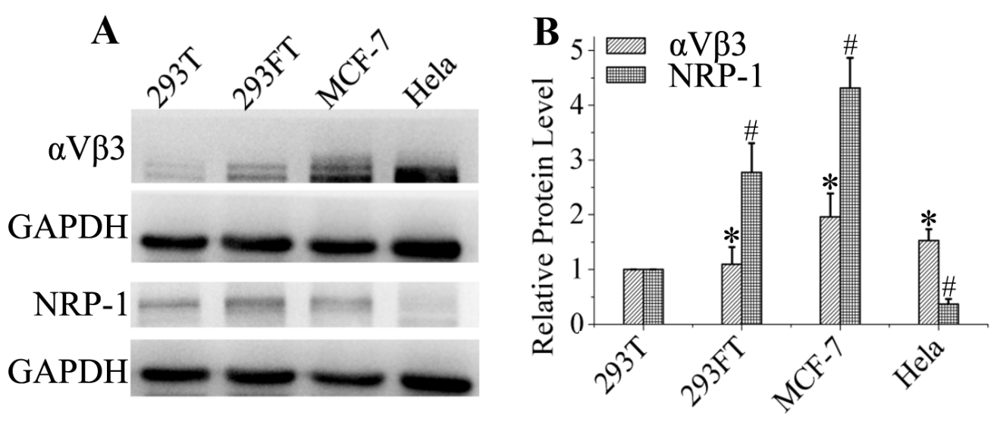 A
293T
293FT
MCF-7
Hela
αVβ3
GAPDH
NRP-1
GAPDH
B
αVβ3
NRP-1
Relative Protein Level
5
4
3
2
1
0
*
#
*
#
*
#
293T
293FT
MCF-7
Hela